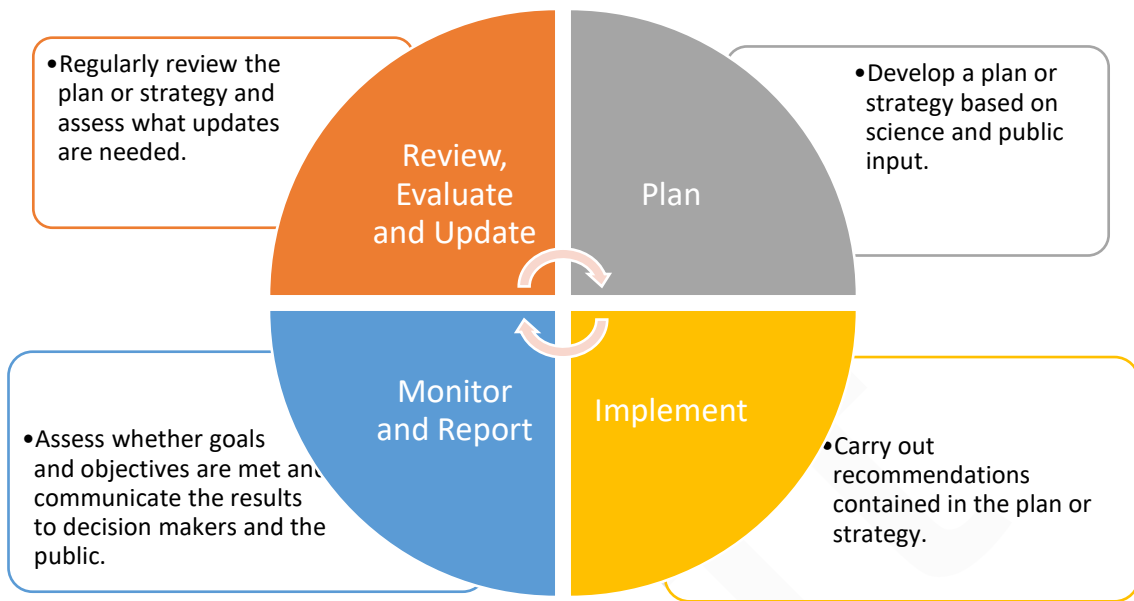 •Regularly review the
plan or strategy and
assess what updates
are needed.
Review,
Evaluate
and Update
Plan
•Develop a plan or
strategy based on
science and public
input.
•Assess whether goals
and objectives are met and
communicate the results
to decision makers and the
public.
Monitor
and Report
Implement
•Carry out
recommendations
contained in the plan or
strategy.